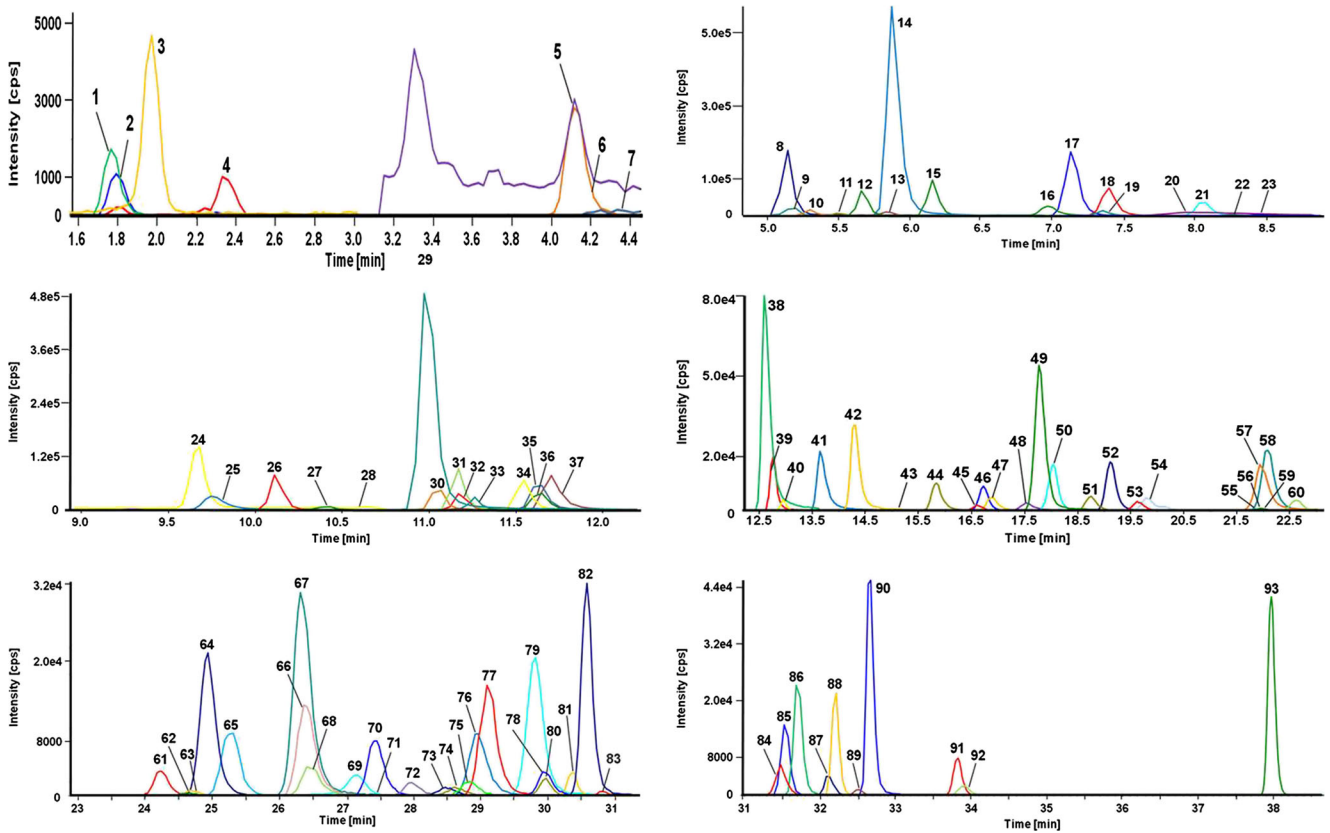 5000
3000
1000
0
Intensity [cps]
1 2 3 4 5 6 7
1.6 1.8 2.0 2.2 2.4 2.6 2.8 3.0 3.2 3.4 3.6 3.8 4.0 4.2 4.4
Time [min]
29
5.0e5
3.0e5
1.0e5
0
Intensity [cps]
8 9 10 11 12 13 14 15 16 17 18 19 20 21 22 23
5.0 5.5 6.0 6.5 7.0 7.5 8.0 8.5
Time [min]
4.8e5
3.6e5
2.4e5
1.2e5
0
Intensity [cps]
24 25 26 27 28 30 31 32 33 34 35 36 37
9.0 9.5 10.0 10.5 11.0 11.5 12.0
Time [min]
8.0e4
5.0e4
2.0e4
0
Intensity [cps]
38 39 40 41 42 43 44 45 46 47 48 49 50 51 52 53 54 55 56 57 58 59 60
12.5 13.5 14.5 15.5 16.5 17.5 18.5 19.5 20.5 21.5 22.5
Time [min]
3.2e4
2.0e4
8000
0
Intensity [cps]
61 62 63 64 65 66 67 68 69 70 71 72 73 74 75 76 77 78 79 80 81 82 83
23 24 25 26 27 28 29 30 31
Time [min]
4.4e4
3.2e4
2.0e4
8000
0
Intensity [cps]
84 85 86 87 88 89 90 91 92 93
31 32 33 34 35 36 37 38
Time [min]